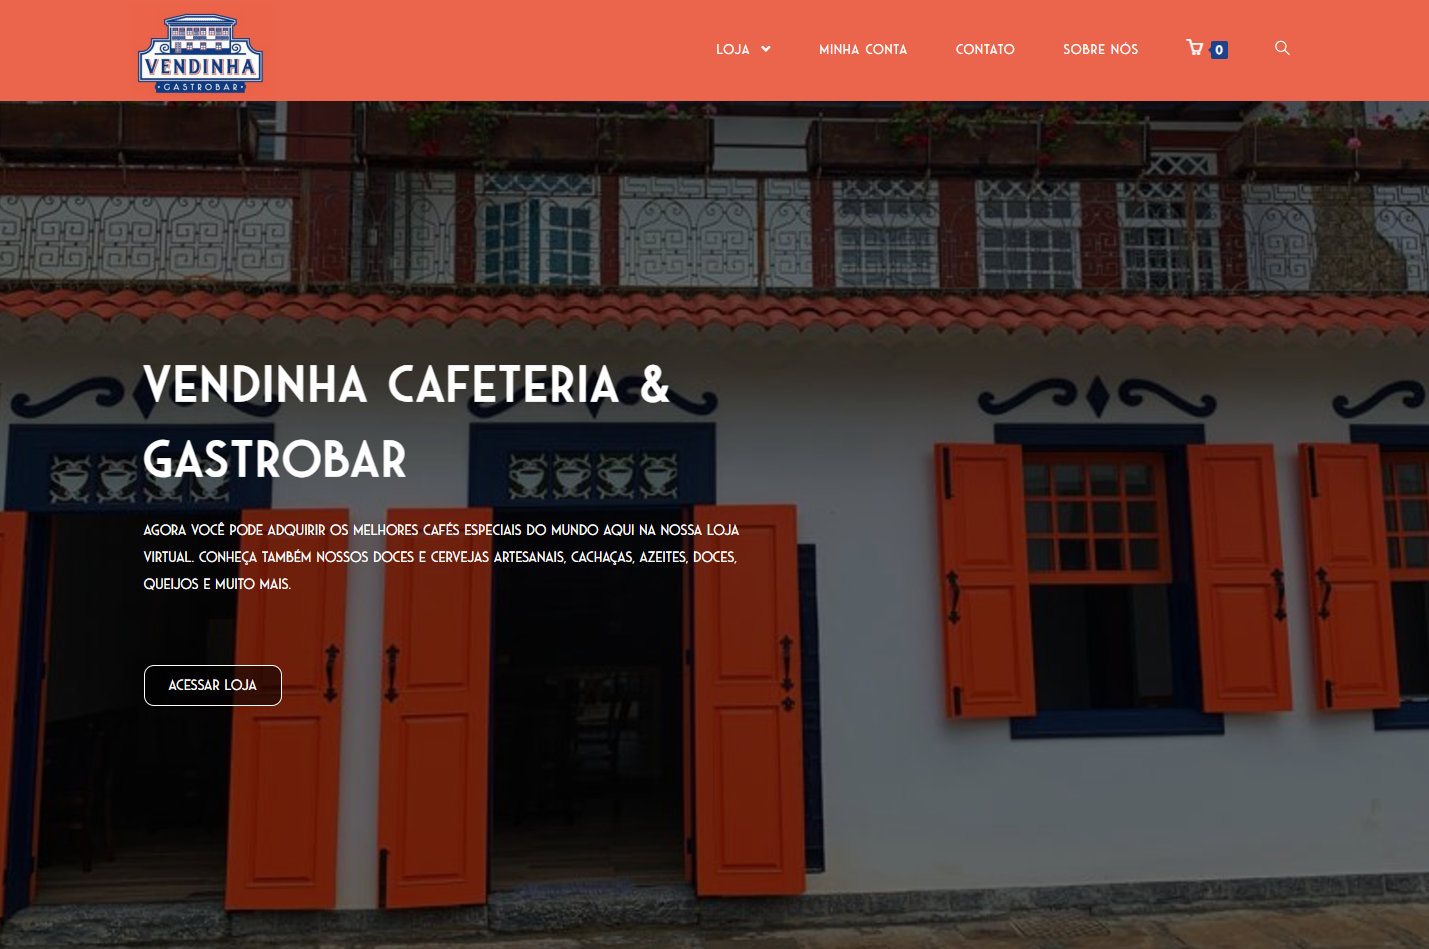 VENDINHA
GASTROBAR
LOJA
MINHA CONTA
CONTATO
SOBRE NÓS
0
VENDINHA CAFETERIA &
GASTROBAR
AGORA VOCÊ PODE ADQUIRIR OS MELHORES CAFÉS ESPECIAIS DO MUNDO AQUI NA NOSSA LOJA
VIRTUAL. CONHEÇA TAMBÉM NOSSOS DOCES E CERVEJAS ARTESANAIS, CACHAÇAS, AZEITES, DOCES,
QUEIJOS E MUITO MAIS.
ACESSAR LOJA